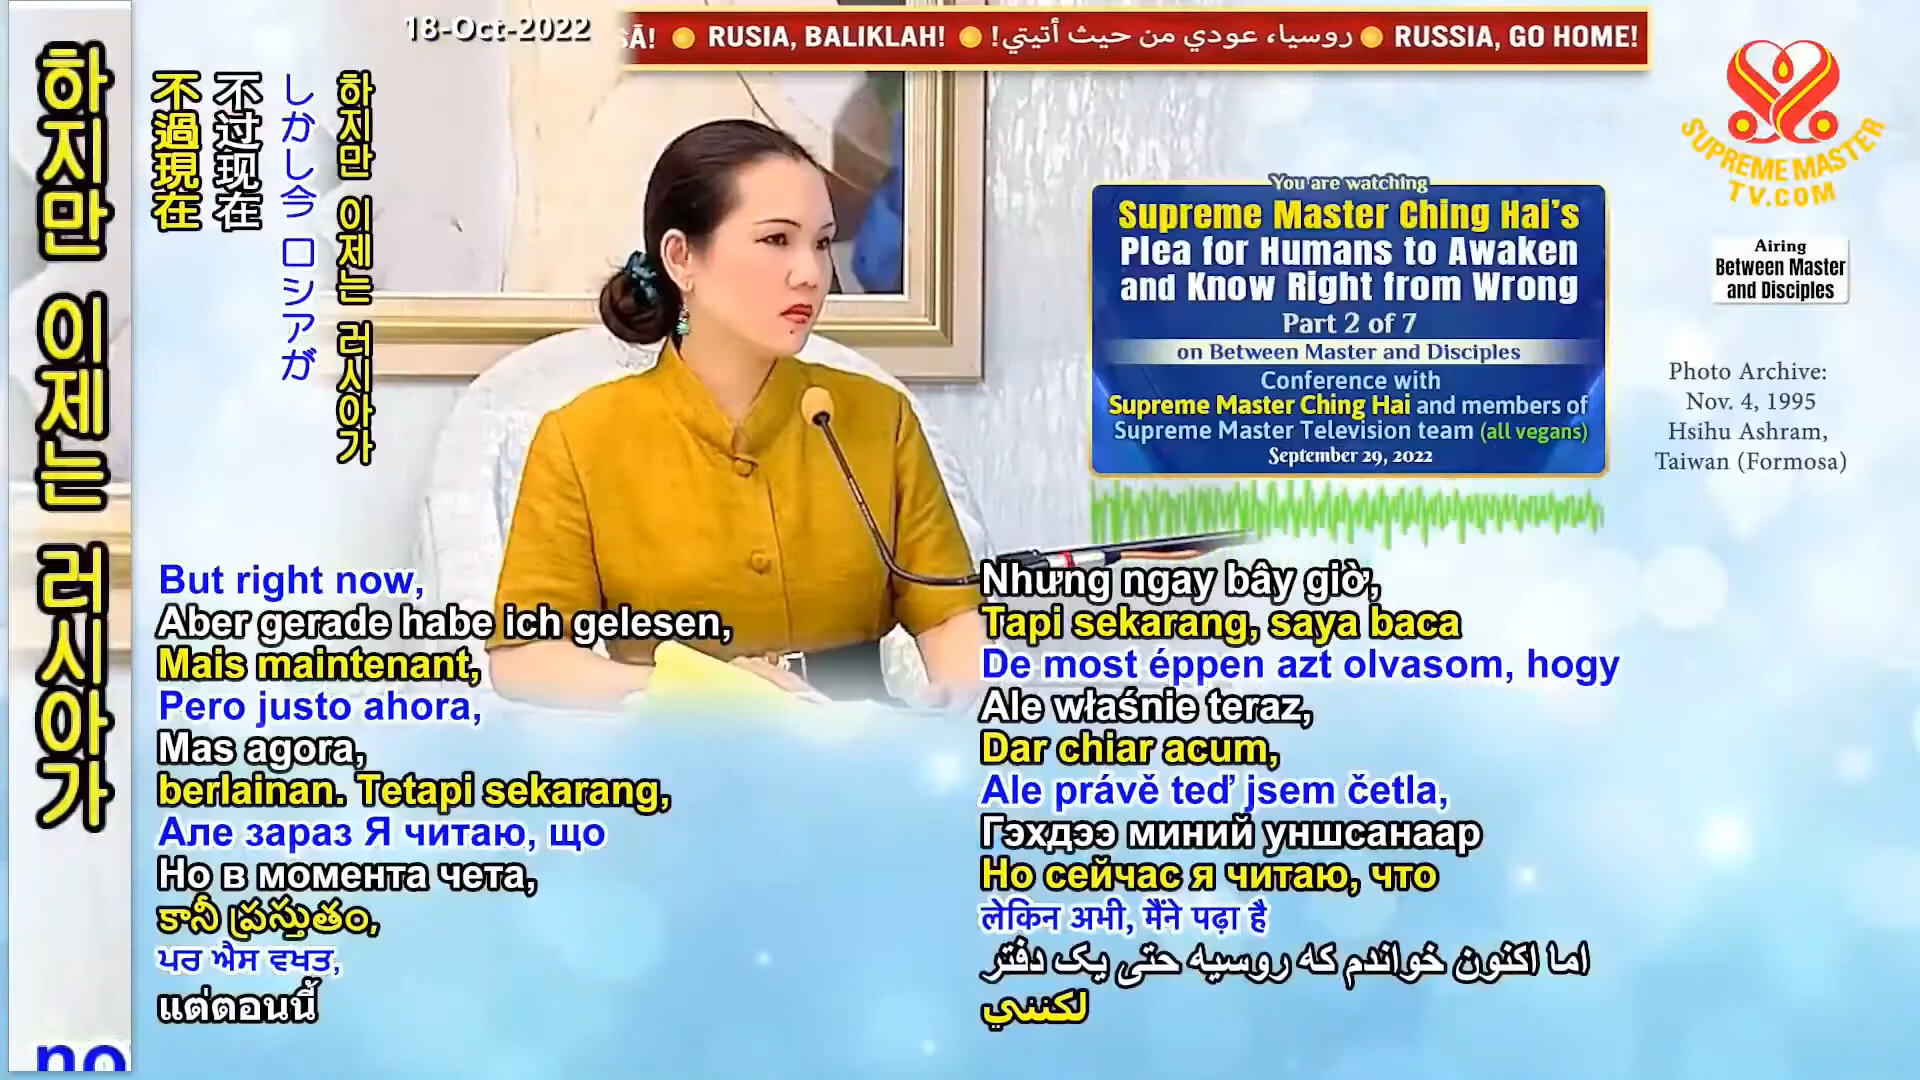 18-Oct-2022
SĀ! RUSIA, BALIKLAH! روسيا، عودي من حيث أتيتي! RUSSIA, GO HOME!
SUPREME MASTER
TV.COM
Airing
Between Master
and Disciples
Photo Archive:
Nov. 4, 1995
Hsihu Ashram,
Taiwan (Formosa)
You are watching
Supreme Master Ching Hai's
Plea for Humans to Awaken
and Know Right from Wrong
Part 2 of 7
on Between Master and Disciples
Conference with
Supreme Master Ching Hai and members of
Supreme Master Television team (all vegans)
September 29, 2022
하지만 이제는 러시아가
하지만 이제는 러시아가
しかし今 ロシアが
不过现在
不過現在
But right now,
Aber gerade habe ich gelesen,
Mais maintenant,
Pero justo ahora,
Mas agora,
berlainan. Tetapi sekarang,
Але зараз Я читаю, що
Но в момента чета,
కానీ ప్రస్తుతం,
ਪਰ ਐਸ ਵਖਤ,
แต่ตอนนี้
Nhưng ngay bây giờ,
Tapi sekarang, saya baca
De most éppen azt olvasom, hogy
Ale właśnie teraz,
Dar chiar acum,
Ale právě teď jsem četla,
Гэхдээ миний уншсанаар
Но сейчас я читаю, что
लेकिन अभी, मैंने पढ़ा है
اما اکنون خواندم که روسیه حتی یک دفتر
لكنني
no